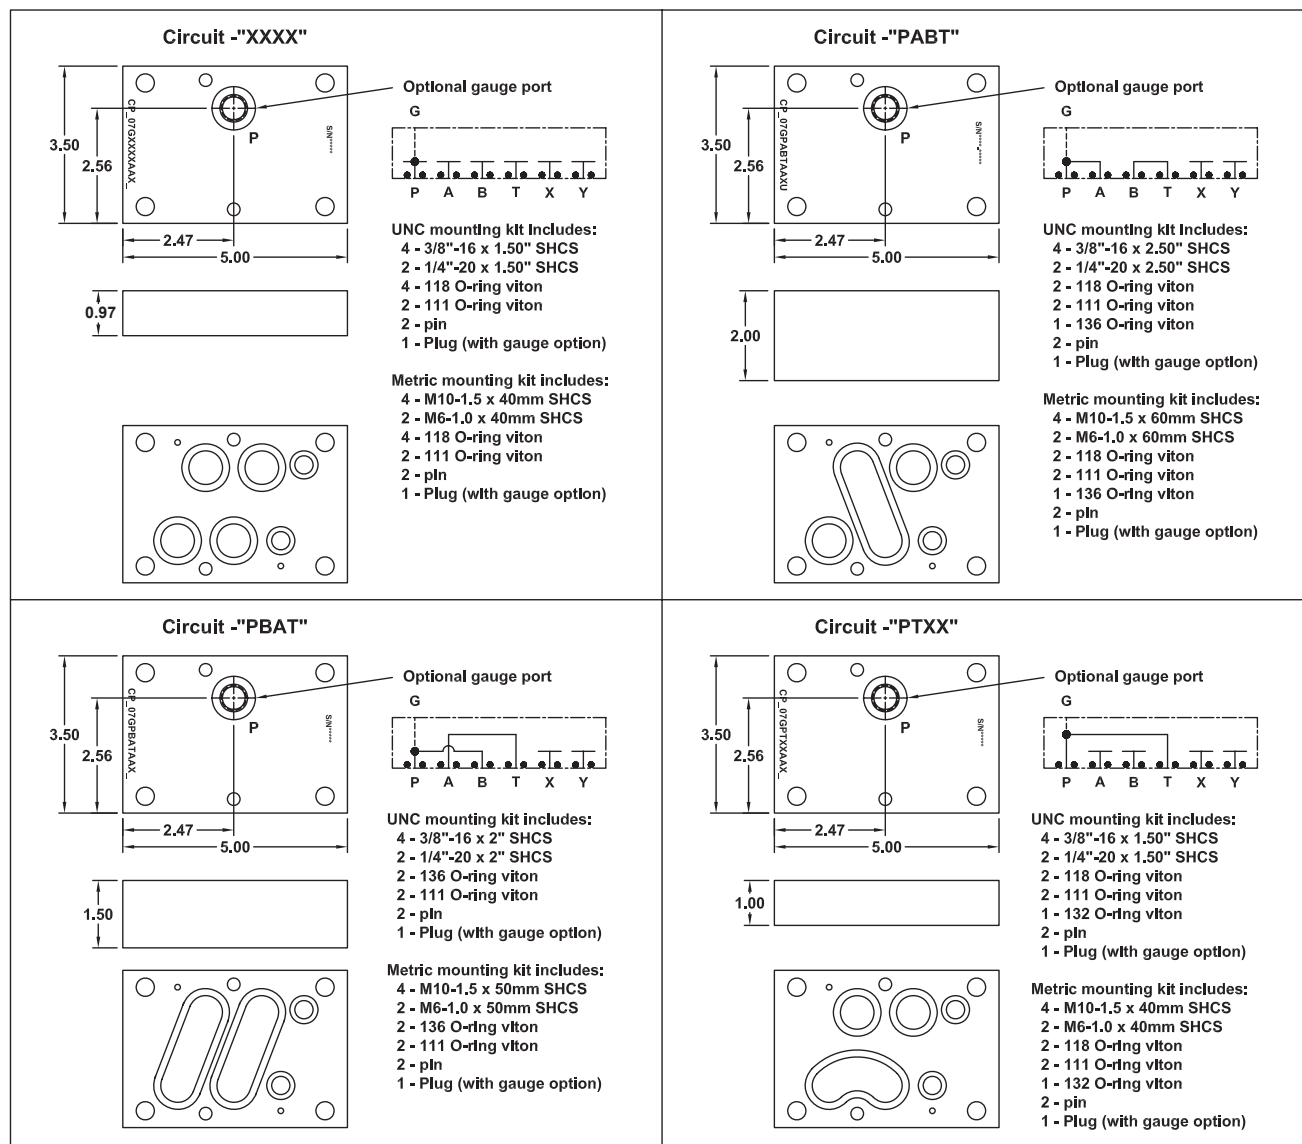 Circuit -"XXXX"
Optional gauge port
G
P
CP_07GXXXXAAX_
S/N*****
3.50
2.56
2.47
5.00
P A B T X Y
0.97
UNC mounting kit includes:
4 - 3/8"-16 x 1.50" SHCS
2 - 1/4"-20 x 1.50" SHCS
4 - 118 O-ring viton
2 - 111 O-ring viton
2 - pin
1 - Plug (with gauge option)
Metric mounting kit includes:
4 - M10-1.5 x 40mm SHCS
2 - M6-1.0 x 40mm SHCS
4 - 118 O-ring viton
2 - 111 O-ring viton
2 - pin
1 - Plug (with gauge option)
Circuit -"PABT"
Optional gauge port
G
P
CP_07GPABTAAXU
S/N****-*****
3.50
2.56
2.47
5.00
P A B T X Y
2.00
UNC mounting kit includes:
4 - 3/8"-16 x 2.50" SHCS
2 - 1/4"-20 x 2.50" SHCS
2 - 118 O-ring viton
2 - 111 O-ring viton
1 - 136 O-ring viton
2 - pin
1 - Plug (with gauge option)
Metric mounting kit includes:
4 - M10-1.5 x 60mm SHCS
2 - M6-1.0 x 60mm SHCS
2 - 118 O-ring viton
2 - 111 O-ring viton
1 - 136 O-ring viton
2 - pin
1 - Plug (with gauge option)
Circuit -"PBAT"
Optional gauge port
G
P
CP_07GPBATAAX_
S/N*****
3.50
2.56
2.47
5.00
P A B T X Y
1.50
UNC mounting kit includes:
4 - 3/8"-16 x 2" SHCS
2 - 1/4"-20 x 2" SHCS
2 - 136 O-ring viton
2 - 111 O-ring viton
2 - pin
1 - Plug (with gauge option)
Metric mounting kit includes:
4 - M10-1.5 x 50mm SHCS
2 - M6-1.0 x 50mm SHCS
2 - 136 O-ring viton
2 - 111 O-ring viton
2 - pin
1 - Plug (with gauge option)
Circuit -"PTXX"
Optional gauge port
G
P
CP_07GPTXXAAX_
S/N*****
3.50
2.56
2.47
5.00
P A B T X Y
1.00
UNC mounting kit includes:
4 - 3/8"-16 x 1.50" SHCS
2 - 1/4"-20 x 1.50" SHCS
2 - 118 O-ring viton
2 - 111 O-ring viton
1 - 132 O-ring viton
2 - pin
1 - Plug (with gauge option)
Metric mounting kit includes:
4 - M10-1.5 x 40mm SHCS
2 - M6-1.0 x 40mm SHCS
2 - 118 O-ring viton
2 - 111 O-ring viton
1 - 132 O-ring viton
2 - pin
1 - Plug (with gauge option)